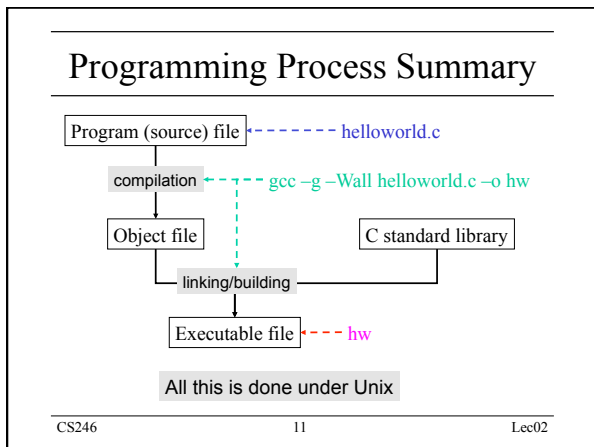 Programming Process Summary
Program (source) file
helloworld.c
compilation
gcc –g –Wall helloworld.c –o hw
Object file
C standard library
linking/building
Executable file
hw
All this is done under Unix
CS246
11
Lec02